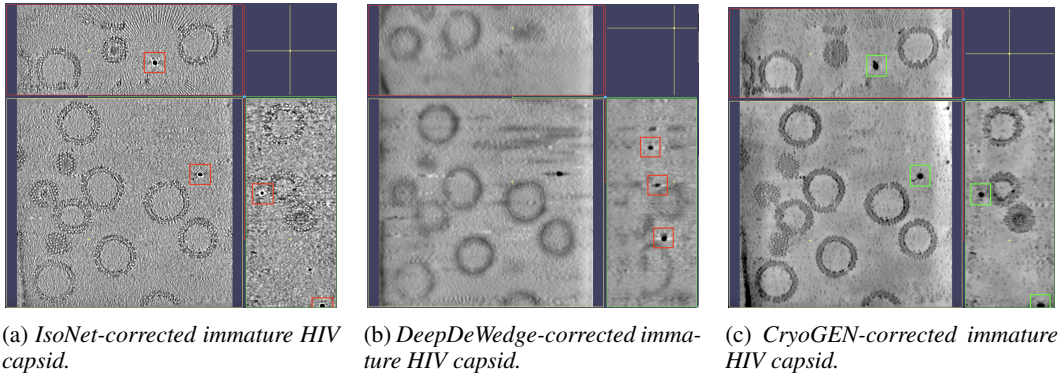 (a) IsoNet-corrected immature HIV
capsid.
(b) DeepDeWedge-corrected imma-
ture HIV capsid.
(c) CryoGEN-corrected immature
HIV capsid.